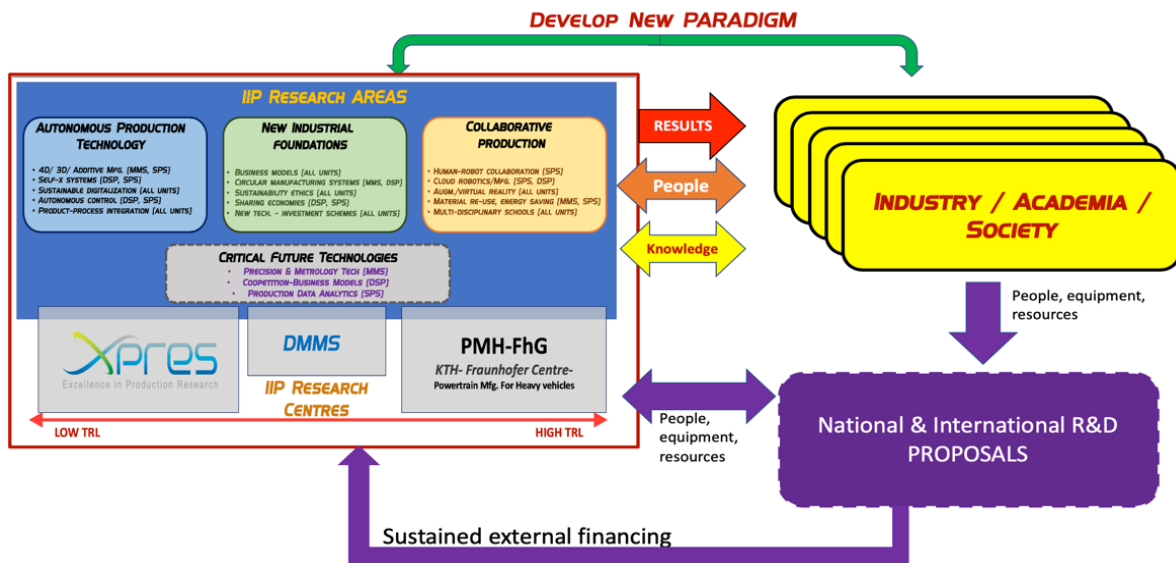 Develop New PARADIGM
IIP Research AREAS
Autonomous Production
Technology
• 4D/ 3D/ Additive Mfg. [MMS, SPS]
• Self-X systems [DSP, SPS]
• Sustainable digitalization [all units]
• Autonomous control [DSP, SPS]
• Product-process integration [all units]
New Industrial
foundations
• Business models [all units]
• Circular manufacturing systems [MMS, DSP]
• Sustainability ethics [all units]
• Sharing economies [DSP, SPS]
• New tech. - investment schemes [all units]
Collaborative
production
• Human-robot collaboration [SPS]
• Cloud robotics/Mfg. [SPS, DSP]
• Augm./virtual reality [all units]
• Material re-use, energy saving [MMS, SPS]
• Multi-disciplinary schools [all units]
Critical Future Technologies
• Precision & Metrology Tech [MMS]
• Coopetition-Business Models [DSP]
• Production Data Analytics [SPS]
Xpres
Excellence in Production Research
DMMS
IIP Research
Centres
PMH-FhG
KTH- Fraunhofer Centre-
Powertrain Mfg. For Heavy vehicles
LOW TRL
HIGH TRL
RESULTS
People
Knowledge
Industry / Academia /
Society
People, equipment,
resources
People,
equipment,
resources
National & International R&D
PROPOSALS
Sustained external financing